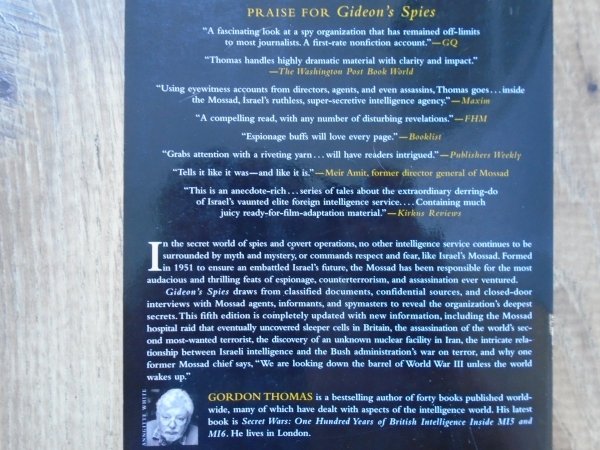 PRAISE FOR Gideon's Spies
"A fascinating look at a spy organization that has remained off-limits
to most journalists. A first-rate nonfiction account."—GQ
"Thomas handles highly dramatic material with clarity and impact."
—The Washington Post Book World
"Using eyewitness accounts from directors, agents, and even assassins, Thomas goes . . . inside
the Mossad, Israel's ruthless, super-secretive intelligence agency."—Maxim
"A compelling read, with any number of disturbing revelations."—FHM
"Espionage buffs will love every page."—Booklist
"Grabs attention with a riveting yarn . . . will have readers intrigued."—Publishers Weekly
"Tells it like it was—and like it is."—Meir Amit, former director general of Mossad
"This is an anecdote-rich . . . series of tales about the extraordinary derring-do
of Israel's vaunted elite foreign intelligence service. . . . Containing much
juicy ready-for-film-adaptation material."—Kirkus Reviews
In the secret world of spies and covert operations, no other intelligence service continues to be
surrounded by myth and mystery, or commands respect and fear, like Israel's Mossad. Formed
in 1951 to ensure an embattled Israel's future, the Mossad has been responsible for the most
audacious and thrilling feats of espionage, counterterrorism, and assassination ever ventured.
Gideon's Spies draws from classified documents, confidential sources, and closed-door
interviews with Mossad agents, informants, and spymasters to reveal the organization's deepest
secrets. This fifth edition is completely updated with new information, including the Mossad
hospital raid that eventually uncovered sleeper cells in Britain, the assassination of the world's sec-
ond most-wanted terrorist, the discovery of an unknown nuclear facility in Iran, the intricate rela-
tionship between Israeli intelligence and the Bush administration's war on terror, and why one
former Mossad chief says, "We are looking down the barrel of World War III unless the world
wakes up."
GORDON THOMAS is a bestselling author of forty books published world-
wide, many of which have dealt with aspects of the intelligence world. His latest
book is Secret Wars: One Hundred Years of British Intelligence Inside MI5 and
MI6. He lives in London.
ANNGITTE WHITE